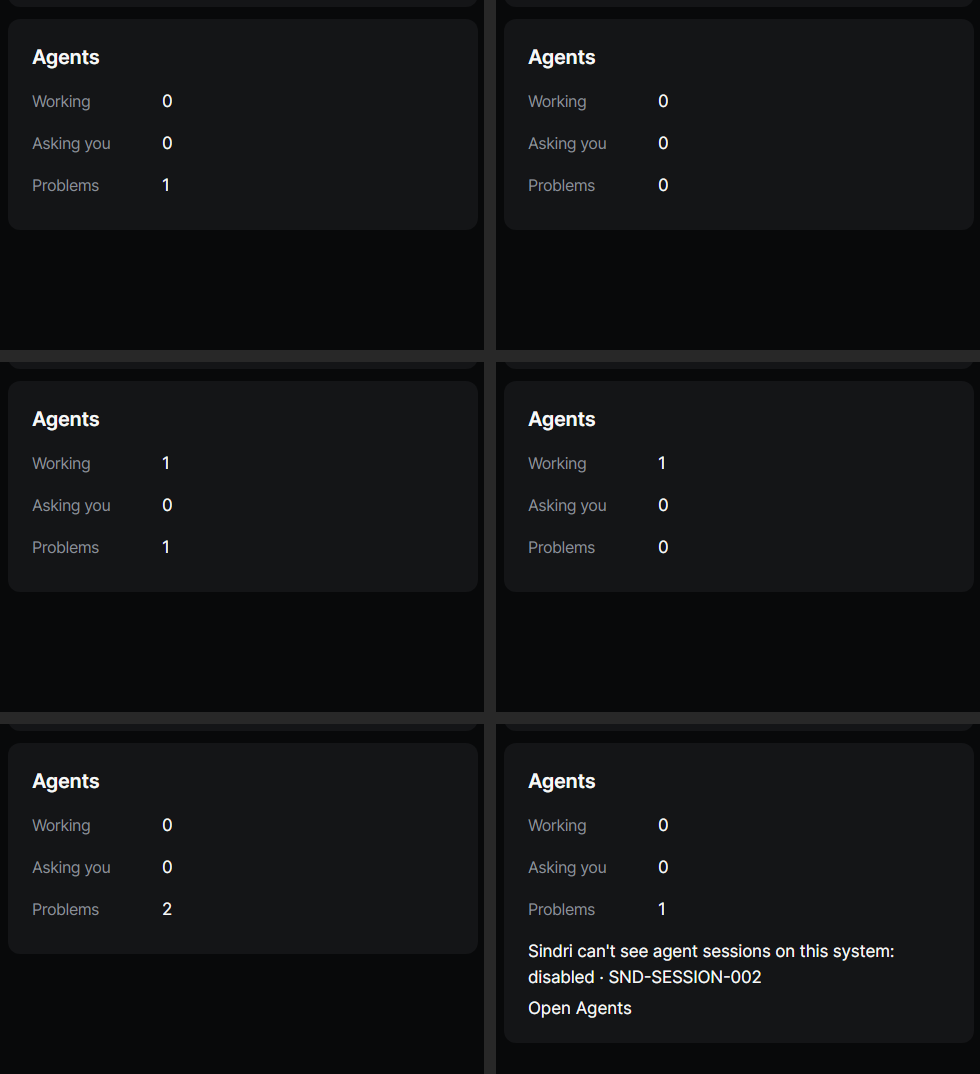 Agents
Working 0
Asking you 0
Problems 1
Agents
Working 0
Asking you 0
Problems 0
Agents
Working 1
Asking you 0
Problems 1
Agents
Working 1
Asking you 0
Problems 0
Agents
Working 0
Asking you 0
Problems 2
Agents
Working 0
Asking you 0
Problems 1
Sindri can't see agent sessions on this system:
disabled · SND-SESSION-002
Open Agents